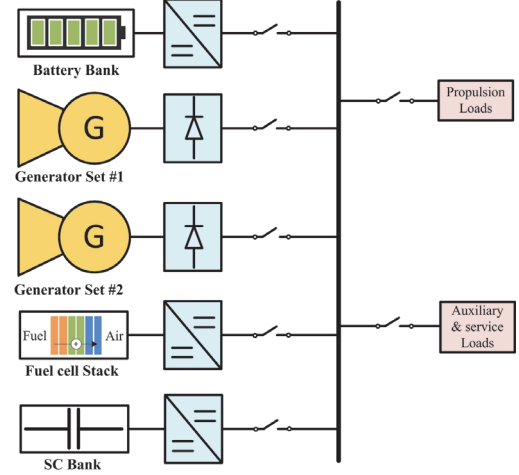 Battery Bank
G
Generator Set #1
G
Generator Set #2
Fuel
Air
Fuel cell Stack
SC Bank
Propulsion
Loads
Auxiliary
& service
Loads